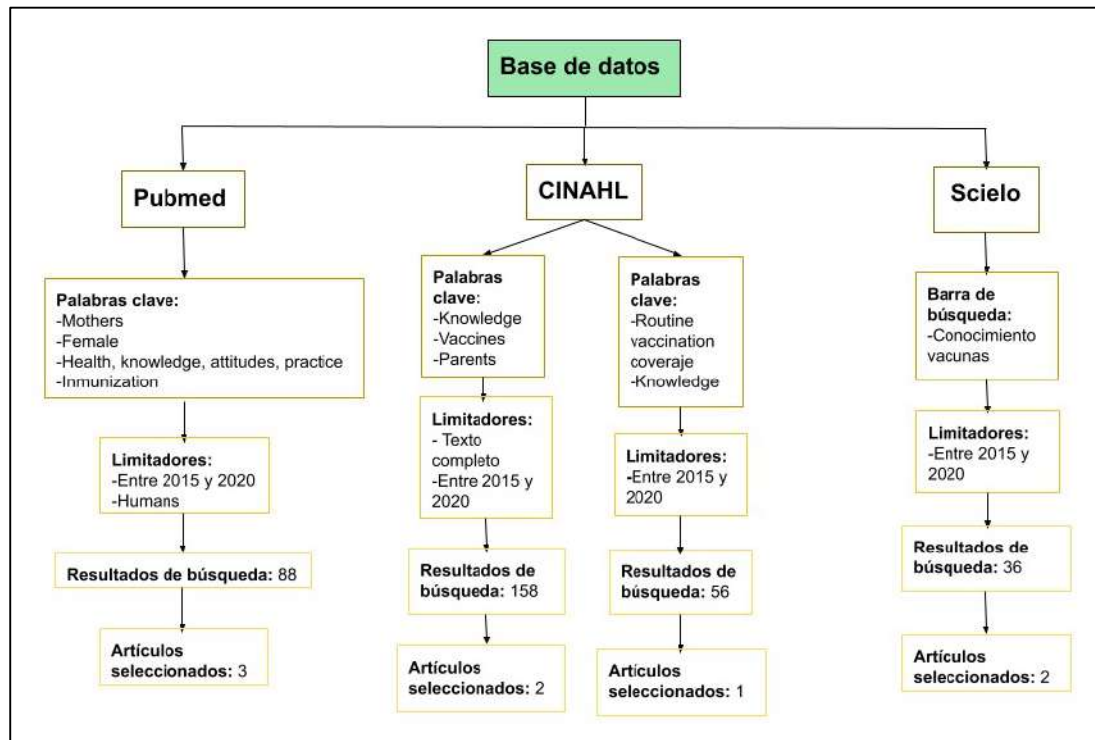 Base de datos
Pubmed
Palabras clave:
-Mothers
-Female
-Health, knowledge, attitudes, practice
-Inmunization
Limitadores:
-Entre 2015 y 2020
-Humans
Resultados de búsqueda: 88
Artículos
seleccionados: 3
CINAHL
Palabras
clave:
-Knowledge
-Vaccines
-Parents
Limitadores:
- Texto
completo
-Entre 2015 y
2020
Resultados de
búsqueda: 158
Artículos
seleccionados: 2
Palabras
clave:
-Routine
vaccination
coveraje
-Knowledge
Limitadores:
-Entre 2015 y
2020
Resultados de
búsqueda: 56
Artículos
seleccionados: 1
Scielo
Barra de
búsqueda:
-Conocimiento
vacunas
Limitadores:
-Entre 2015 y
2020
Resultados de
búsqueda: 36
Artículos
seleccionados: 2